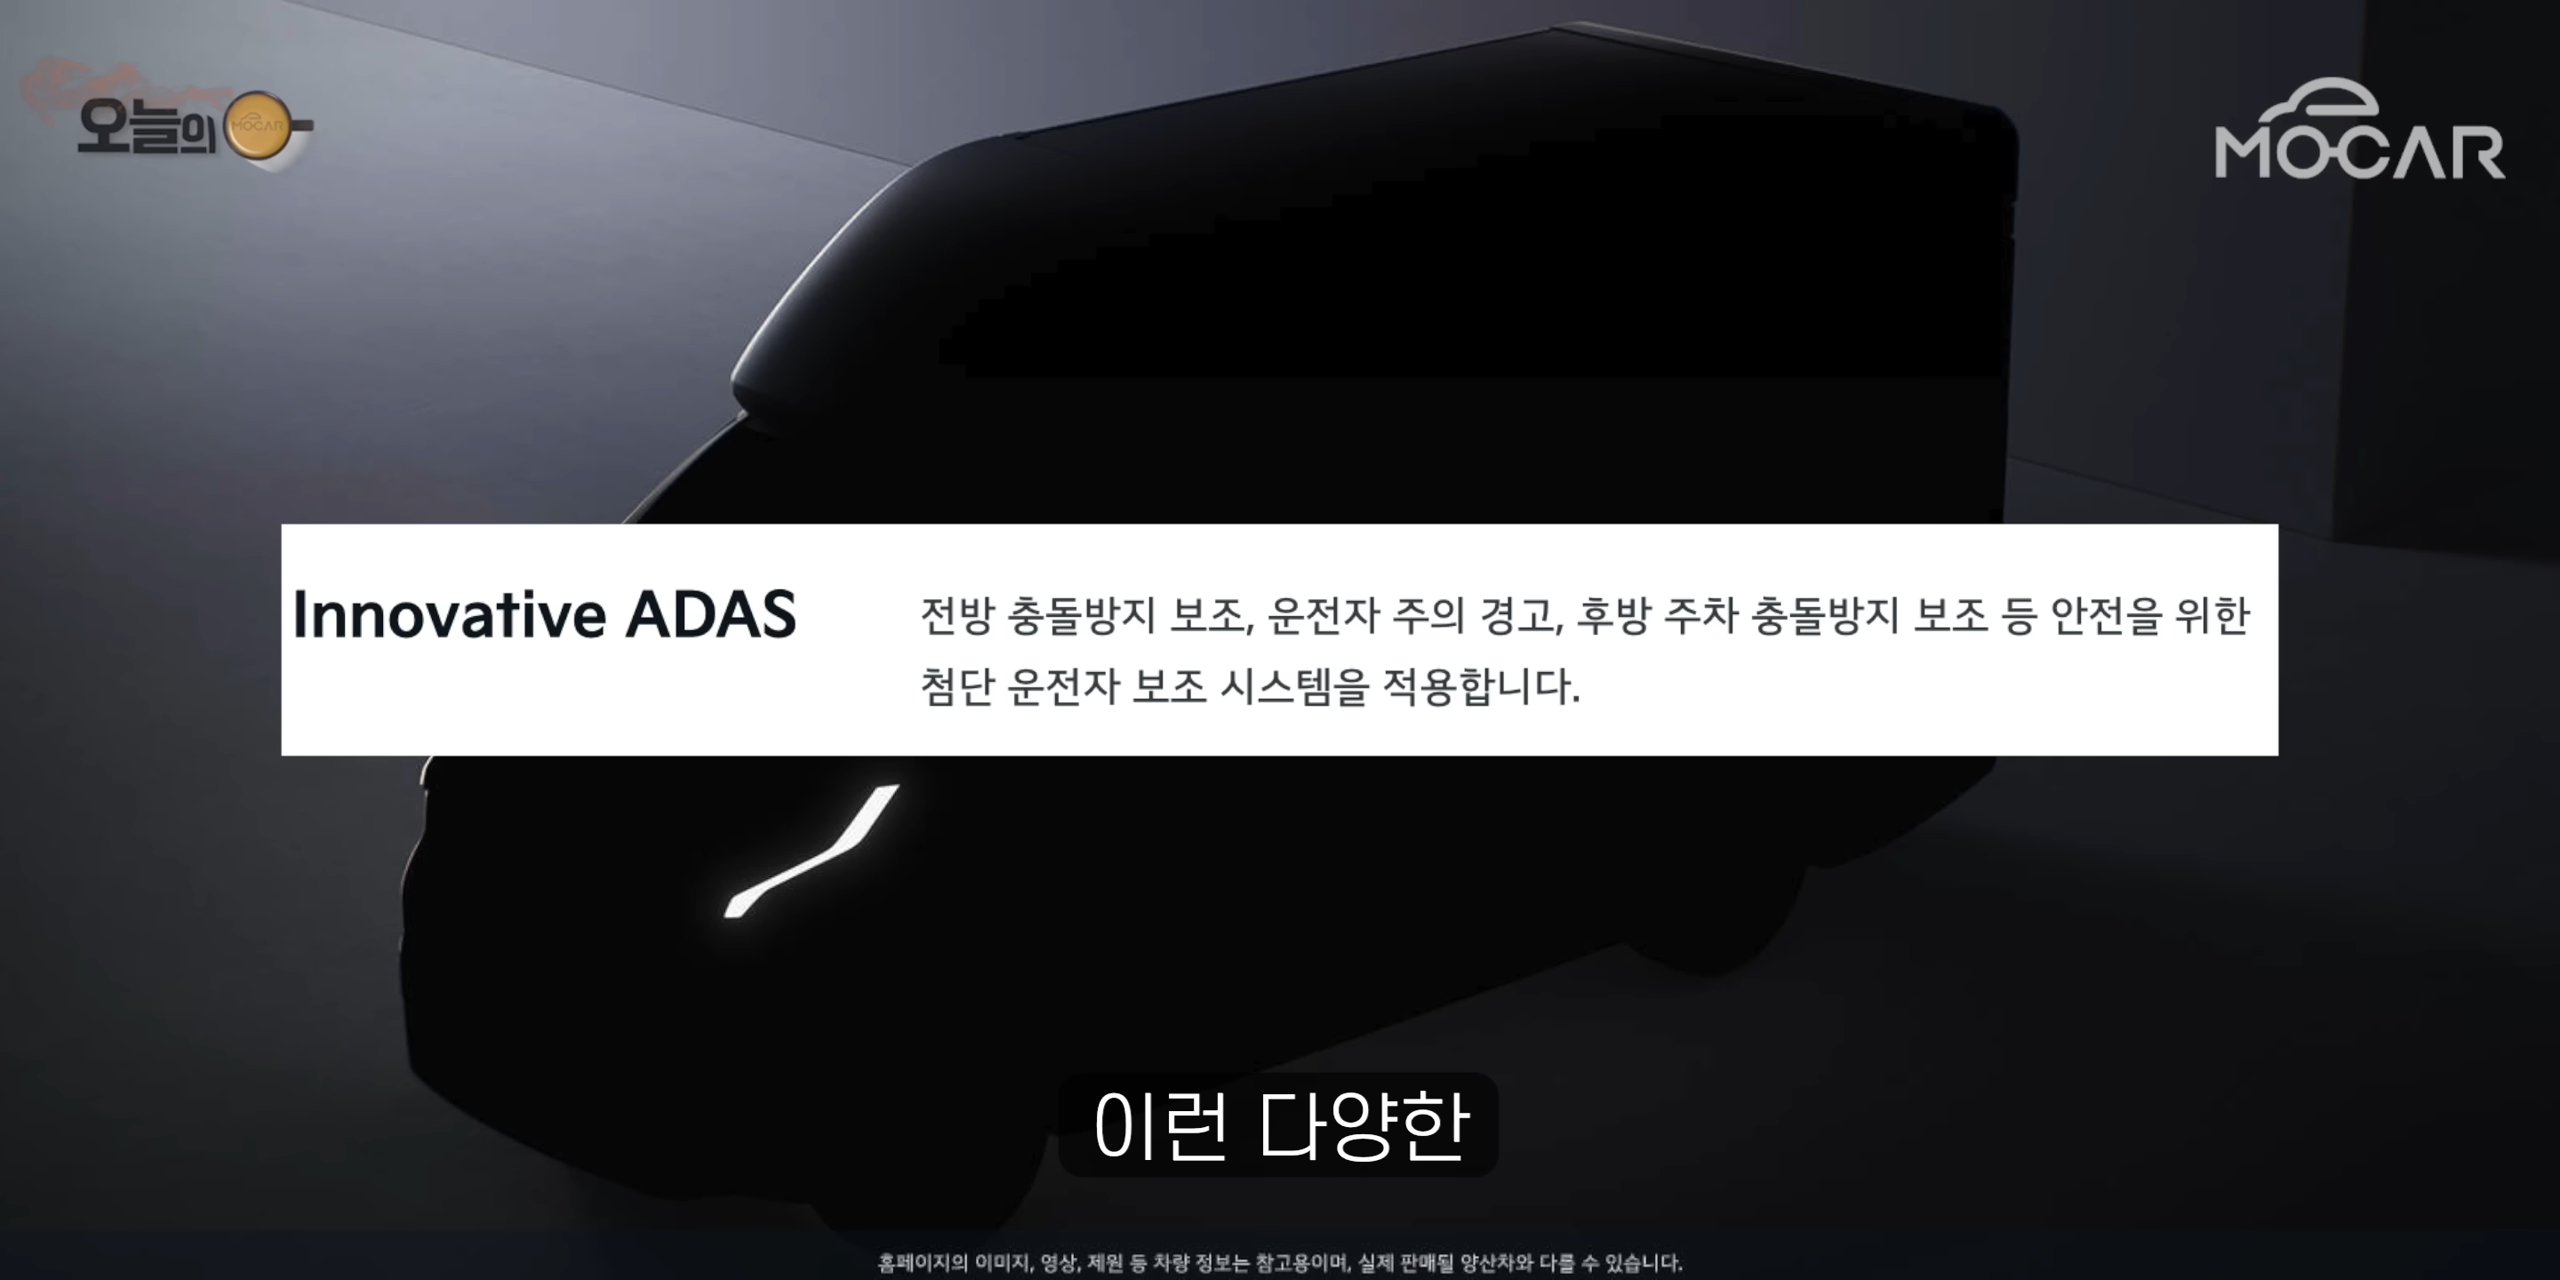 오늘의 MOCAR
MOCAR
Innovative ADAS
전방 충돌방지 보조, 운전자 주의 경고, 후방 주차 충돌방지 보조 등 안전을 위한
첨단 운전자 보조 시스템을 적용합니다.
이런 다양한
홈페이지의 이미지, 영상, 제원 등 차량 정보는 참고용이며, 실제 판매될 양산차와 다를 수 있습니다.